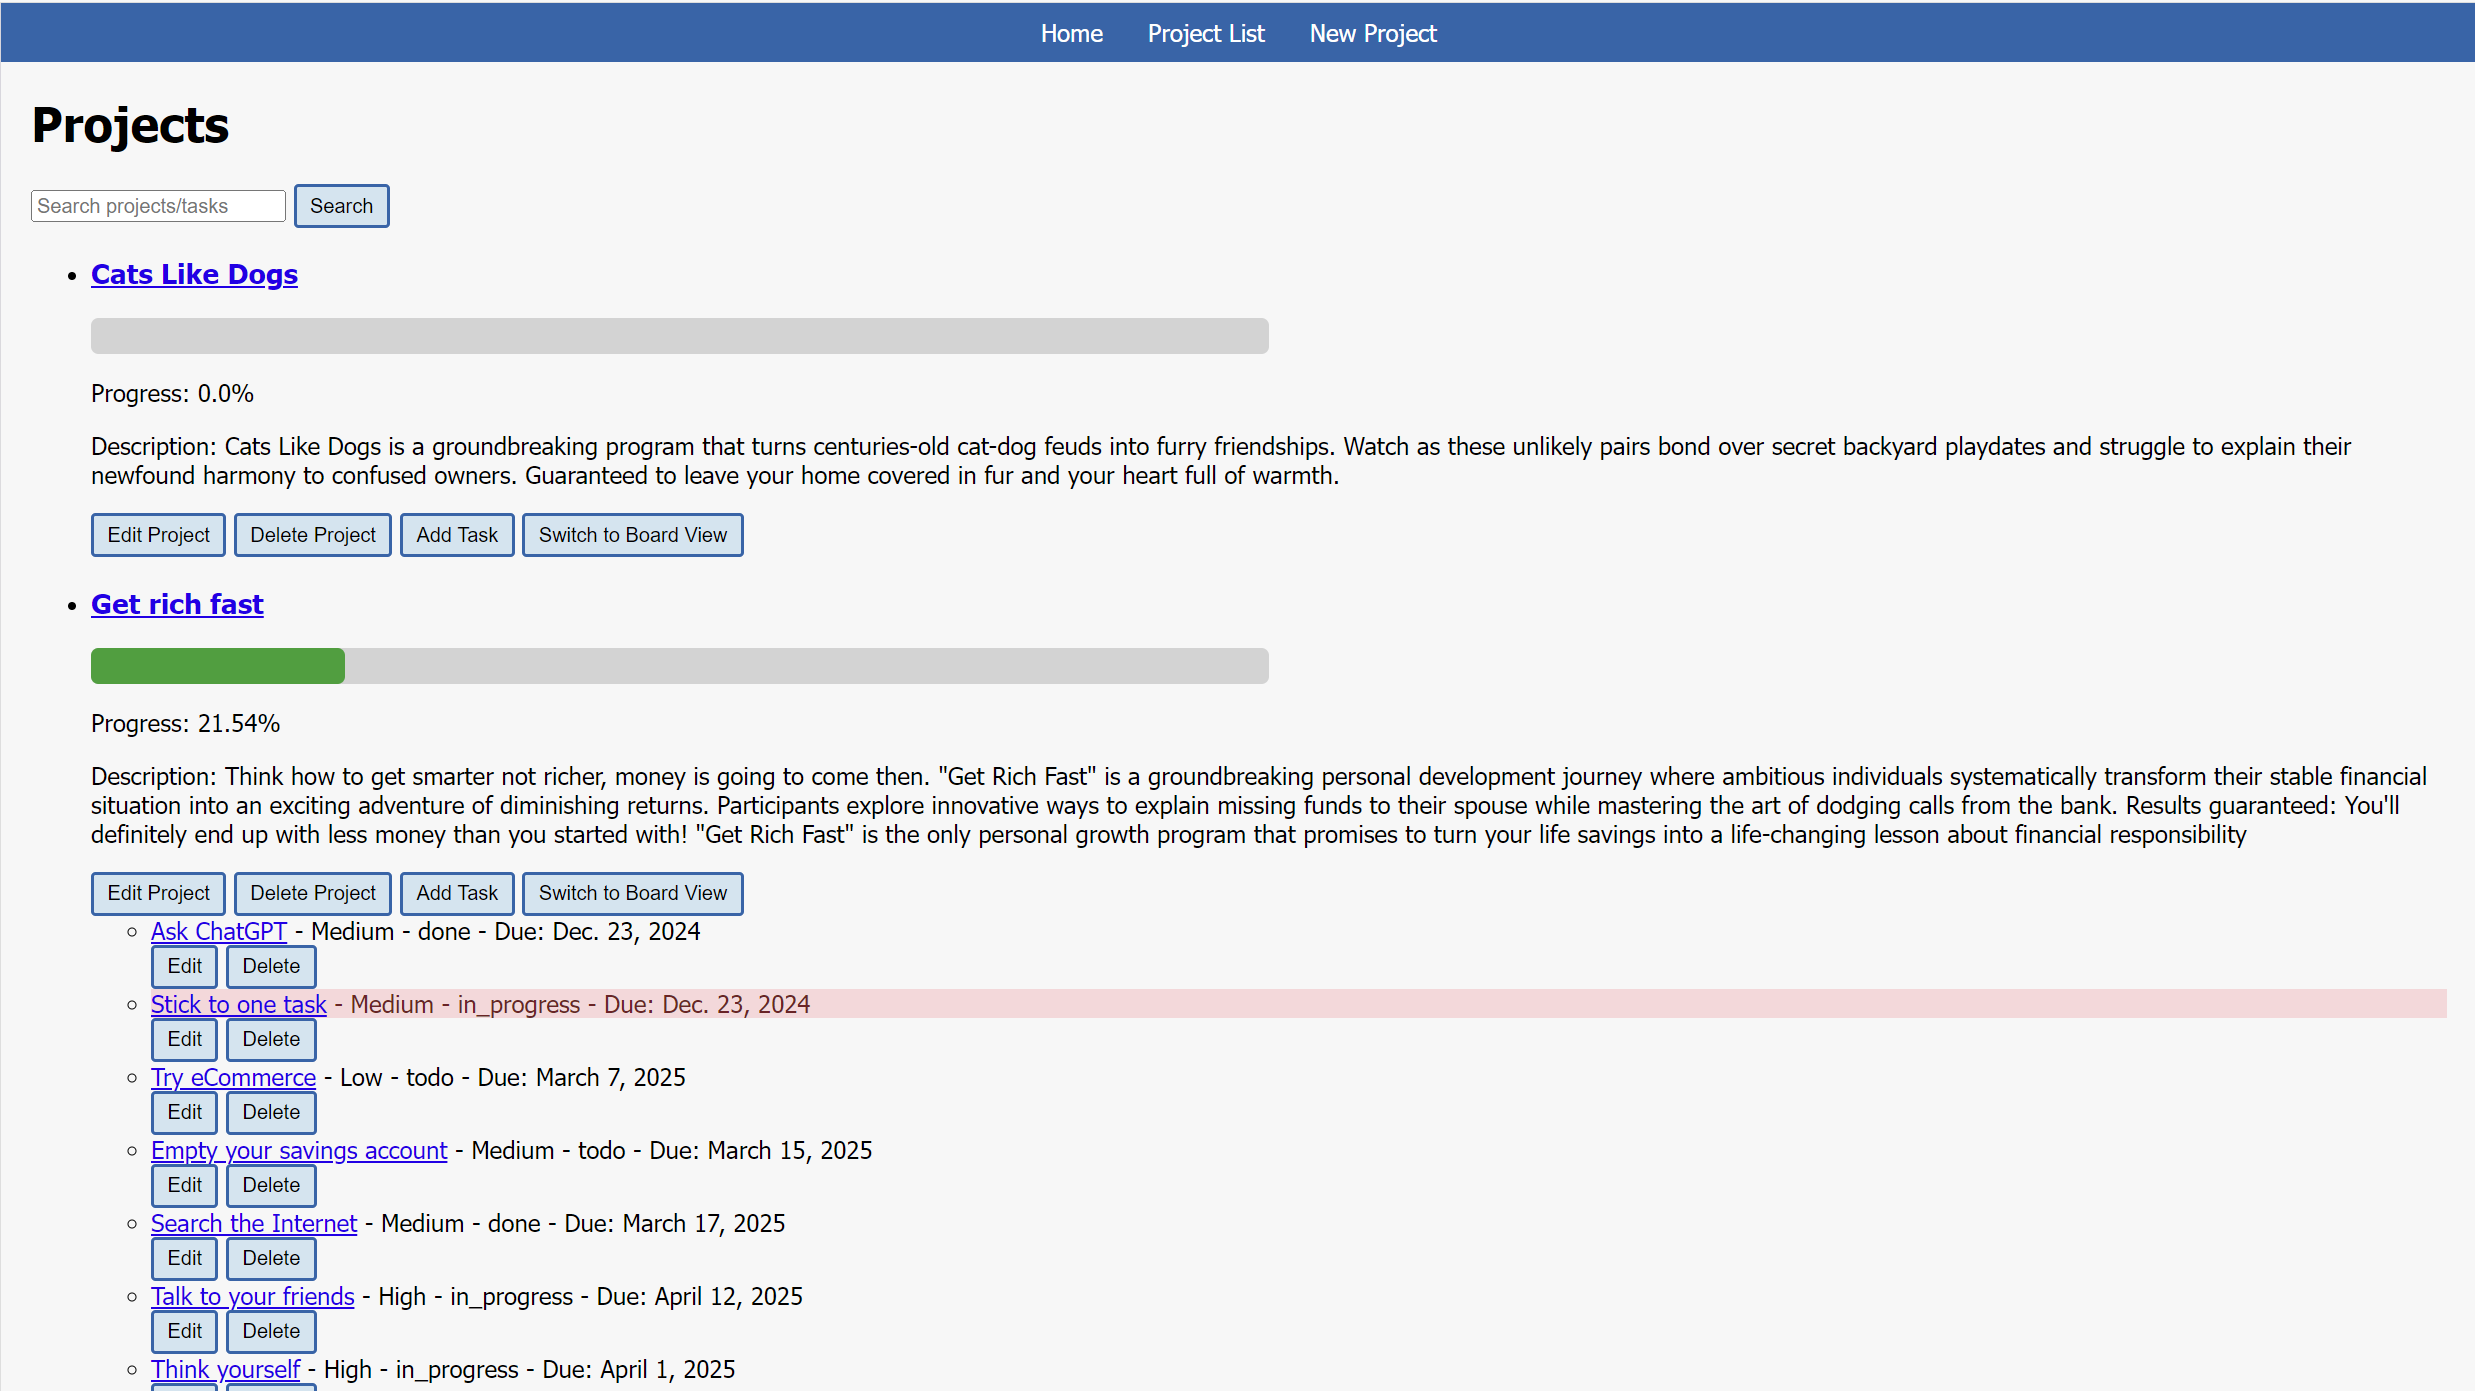 Home Project List New Project
Projects
Search projects/tasks Search
Cats Like Dogs
Progress: 0.0%
Description: Cats Like Dogs is a groundbreaking program that turns centuries-old cat-dog feuds into furry friendships. Watch as these unlikely pairs bond over secret backyard playdates and struggle to explain their
newfound harmony to confused owners. Guaranteed to leave your home covered in fur and your heart full of warmth.
Edit Project Delete Project Add Task Switch to Board View
Get rich fast
Progress: 21.54%
Description: Think how to get smarter not richer, money is going to come then. "Get Rich Fast" is a groundbreaking personal development journey where ambitious individuals systematically transform their stable financial
situation into an exciting adventure of diminishing returns. Participants explore innovative ways to explain missing funds to their spouse while mastering the art of dodging calls from the bank. Results guaranteed: You'll
definitely end up with less money than you started with! "Get Rich Fast" is the only personal growth program that promises to turn your life savings into a life-changing lesson about financial responsibility
Edit Project Delete Project Add Task Switch to Board View
Ask ChatGPT - Medium - done - Due: Dec. 23, 2024
Edit Delete
Stick to one task - Medium - in_progress - Due: Dec. 23, 2024
Edit Delete
Try eCommerce - Low - todo - Due: March 7, 2025
Edit Delete
Empty your savings account - Medium - todo - Due: March 15, 2025
Edit Delete
Search the Internet - Medium - done - Due: March 17, 2025
Edit Delete
Talk to your friends - High - in_progress - Due: April 12, 2025
Edit Delete
Think yourself - High - in_progress - Due: April 1, 2025